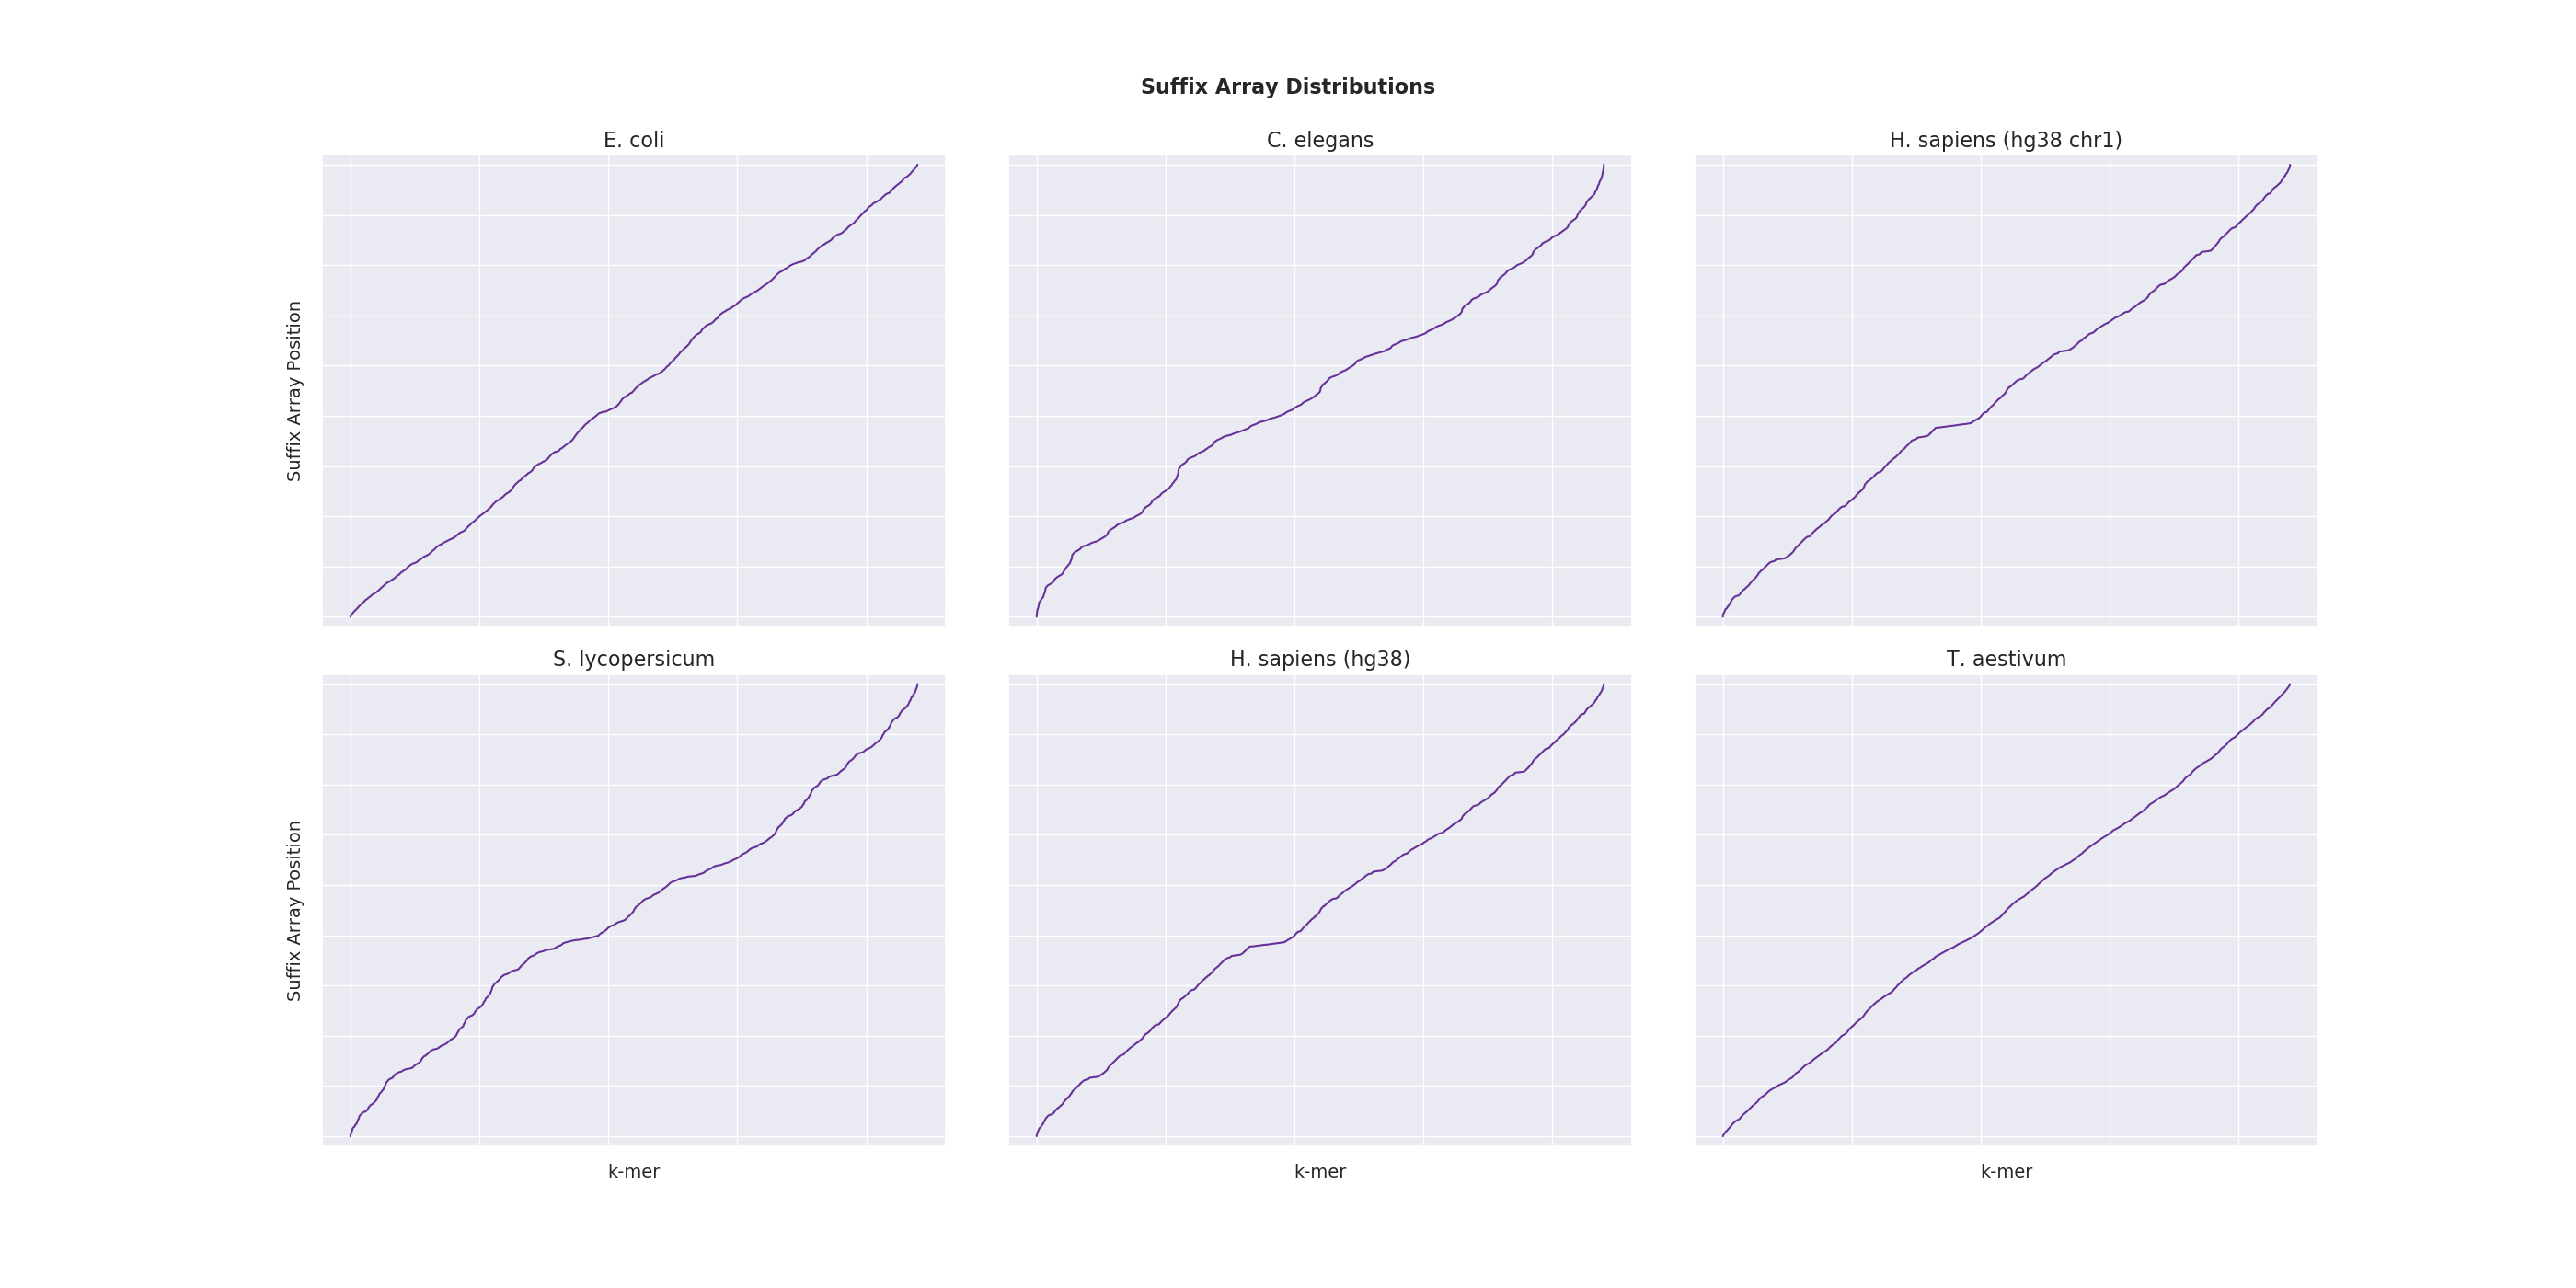 Suffix Array Distributions
E. coli
C. elegans
H. sapiens (hg38 chr1)
Suffix Array Position
S. lycopersicum
H. sapiens (hg38)
T. aestivum
Suffix Array Position
k-mer
k-mer
k-mer